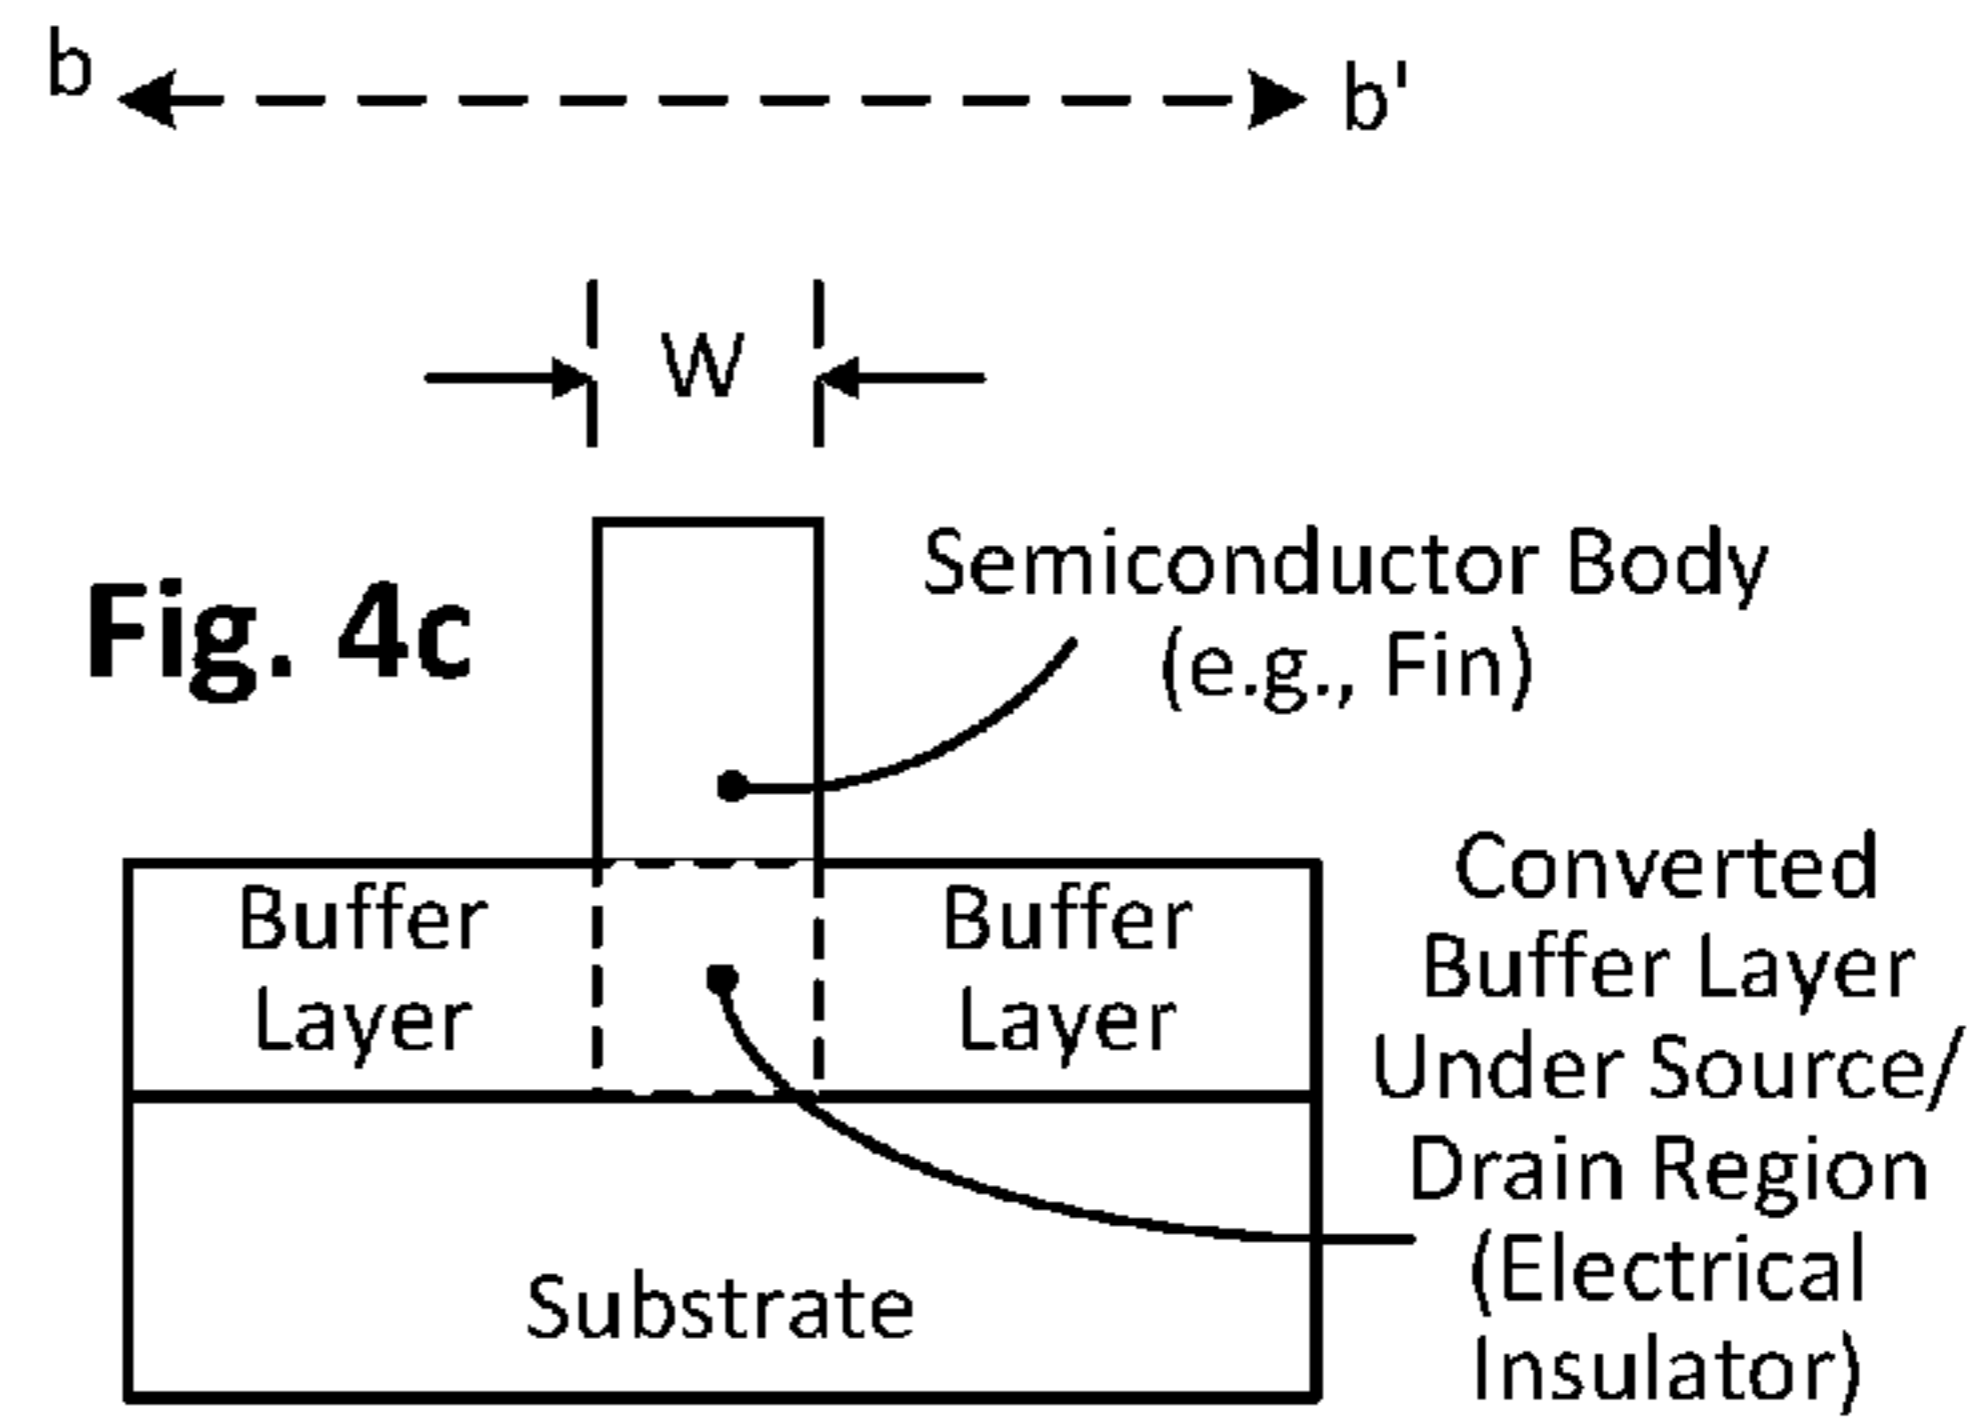 b
b'
W
Fig. 4c
Semiconductor Body
(e.g., Fin)
Buffer
Layer
Buffer
Layer
Converted
Buffer Layer
Under Source/
Drain Region
(Electrical
Insulator)
Substrate